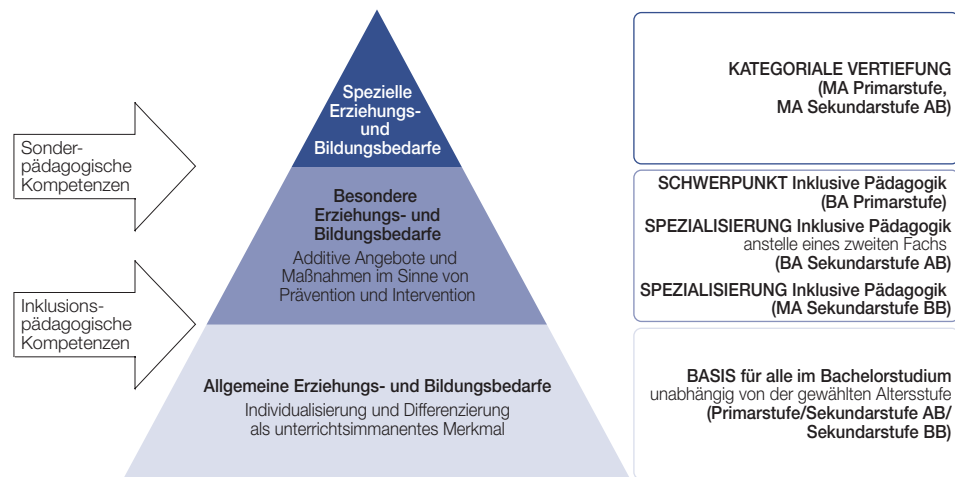 Sonder-
pädagogische
Kompetenzen
Inklusions-
pädagogische
Kompetenzen
Spezielle
Erziehungs-
und
Bildungsbedarfe
Besondere
Erziehungs- und
Bildungsbedarfe
Additive Angebote und
Maßnahmen im Sinne von
Prävention und Intervention
Allgemeine Erziehungs- und Bildungsbedarfe
Individualisierung und Differenzierung
als unterrichtsimmanentes Merkmal
KATEGORIALE VERTIEFUNG
(MA Primarstufe,
MA Sekundarstufe AB)
SCHWERPUNKT Inklusive Pädagogik
(BA Primarstufe)
SPEZIALISIERUNG Inklusive Pädagogik
anstelle eines zweiten Fachs
(BA Sekundarstufe AB)
SPEZIALISIERUNG Inklusive Pädagogik
(MA Sekundarstufe BB)
BASIS für alle im Bachelorstudium
unabhängig von der gewählten Altersstufe
(Primarstufe/Sekundarstufe AB/
Sekundarstufe BB)